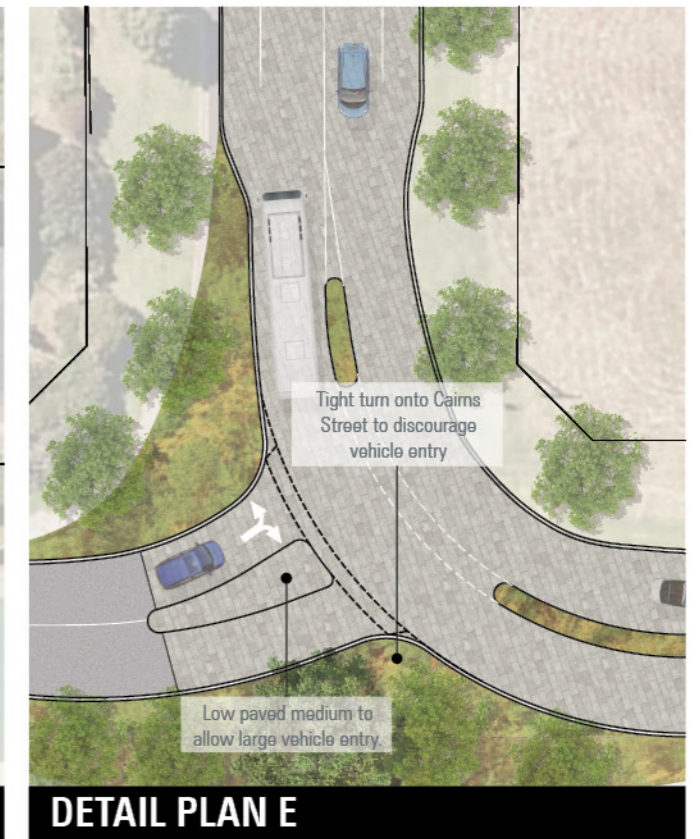 Tight turn onto Cairns
Street to discourage
vehicle entry
Low paved medium to
allow large vehicle entry.
DETAIL PLAN E